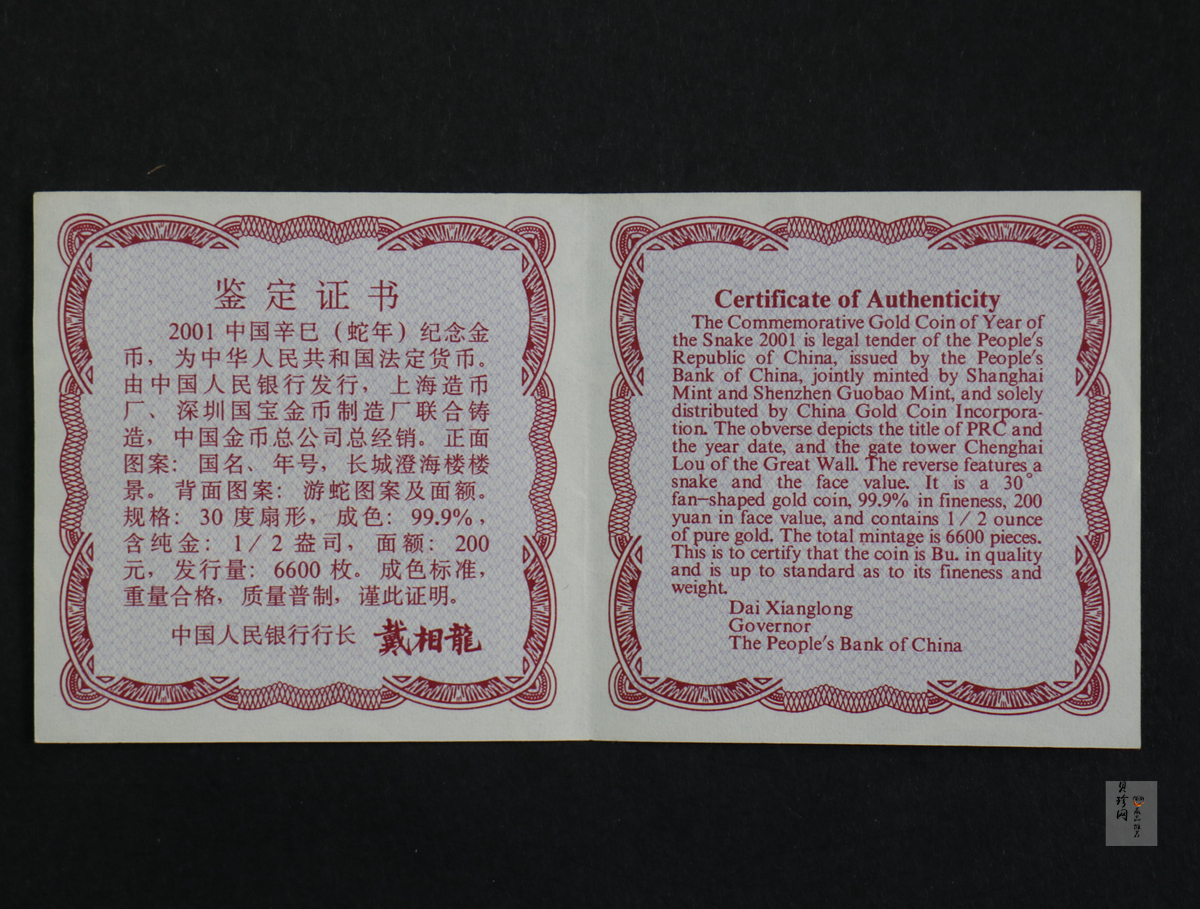 鉴定证书
2001 中国辛巳（蛇年）纪念金
币，为中华人民共和国法定货币。
由中国人民银行发行，上海造币
厂、深圳国宝金币制造厂联合铸
造，中国金币总公司总经销。正面
图案：国名、年号，长城澄海楼楼
景。背面图案：游蛇图案及面额。
规格：30 度扇形，成色：99.9%，
含纯金：1/2 盎司，面额：200
元，发行量：6600 枚。成色标准，
重量合格，质量普制，谨此证明。
中国人民银行行长 戴相龍
Certificate of Authenticity
The Commemorative Gold Coin of Year of
the Snake 2001 is legal tender of the People's
Republic of China, issued by the People's
Bank of China, jointly minted by Shanghai
Mint and Shenzhen Guobao Mint, and solely
distributed by China Gold Coin Incorpora-
tion. The obverse depicts the title of PRC and
the year date, and the gate tower Chenghai
Lou of the Great Wall. The reverse features a
snake and the face value. It is a 30°
fan-shaped gold coin, 99.9% in fineness, 200
yuan in face value, and contains 1/2 ounce
of pure gold. The total mintage is 6600 pieces.
This is to certify that the coin is Bu. in quality
and is up to standard as to its fineness and
weight.
Dai Xianglong
Governor
The People's Bank of China